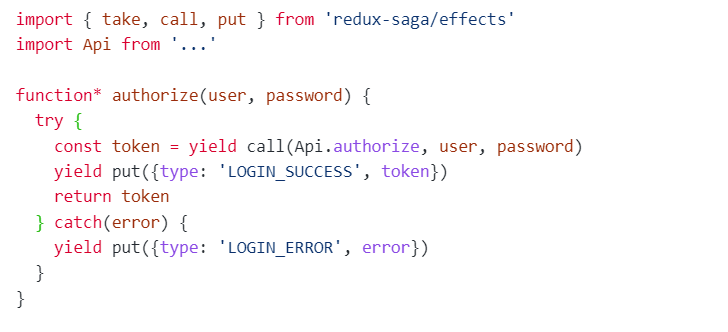 import { take, call, put } from 'redux-saga/effects'
import Api from '...'

function* authorize(user, password) {
  try {
    const token = yield call(Api.authorize, user, password)
    yield put({type: 'LOGIN_SUCCESS', token})
    return token
  } catch(error) {
    yield put({type: 'LOGIN_ERROR', error})
  }
}